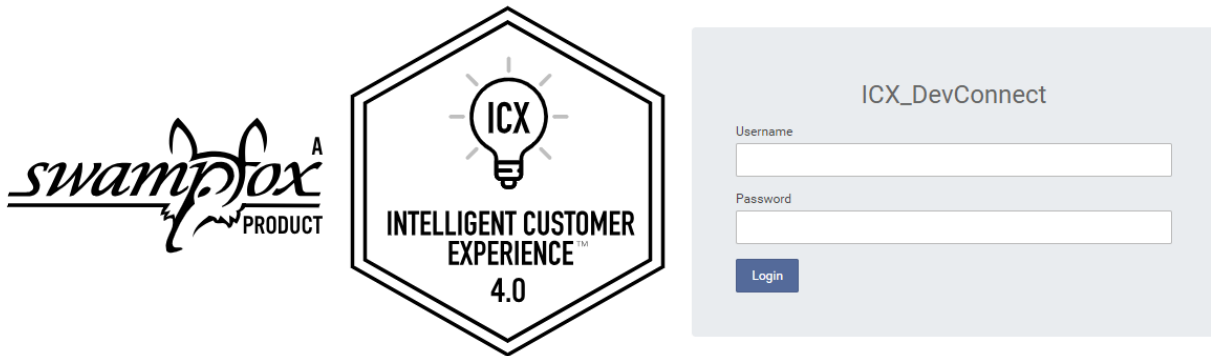 A
swampfox
PRODUCT
ICX
INTELLIGENT CUSTOMER
EXPERIENCE™
4.0
ICX_DevConnect
Username
Password
Login